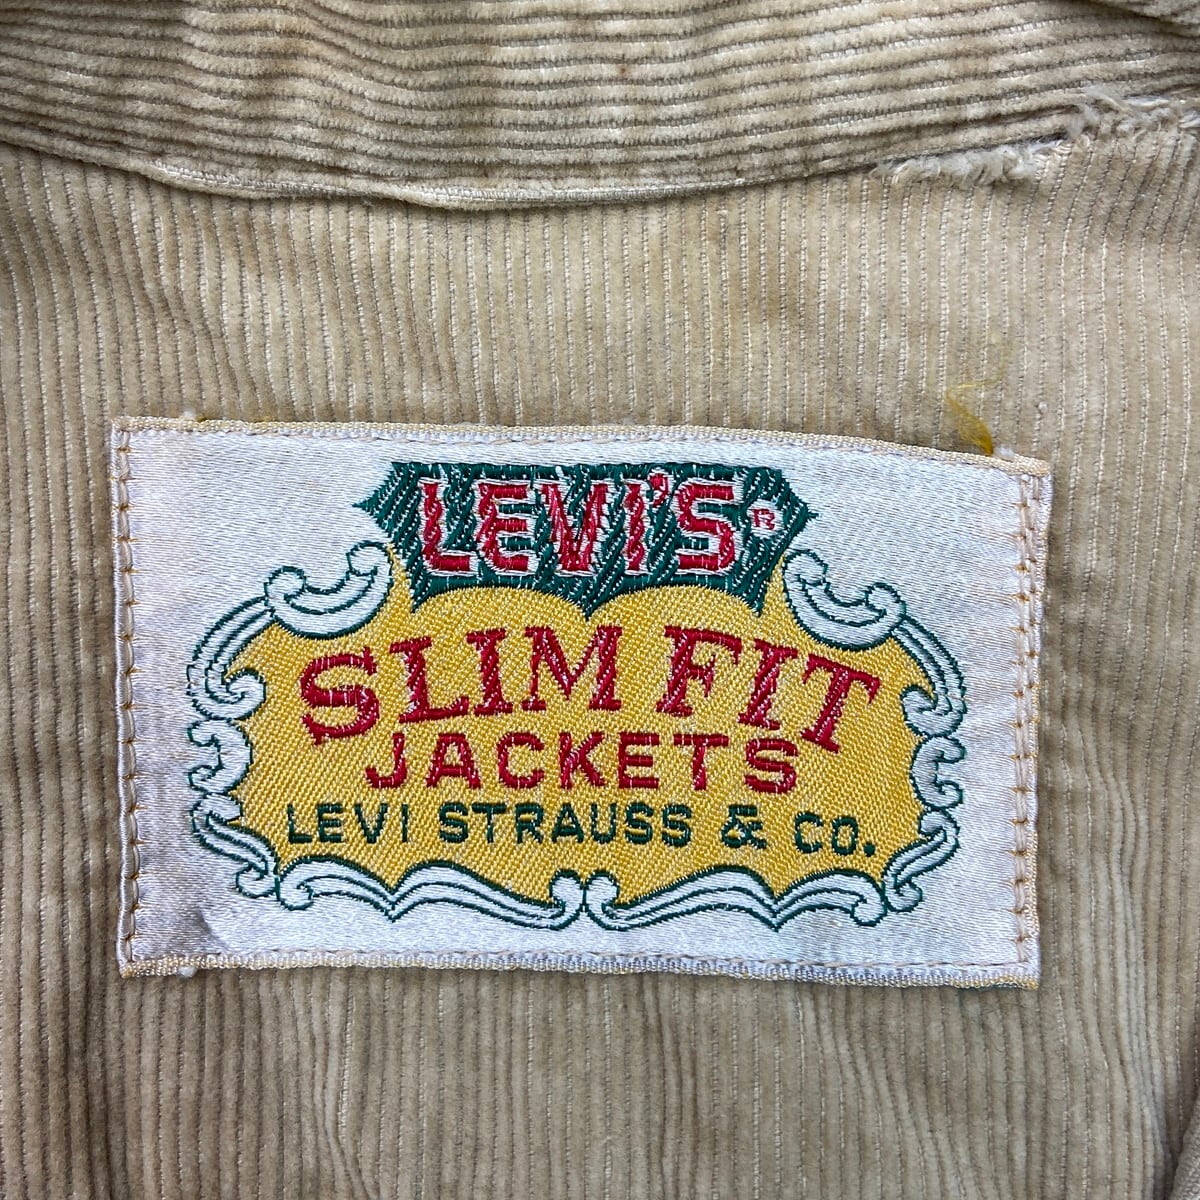 LEVI'S®
SLIM FIT
JACKETS
LEVI STRAUSS & CO.